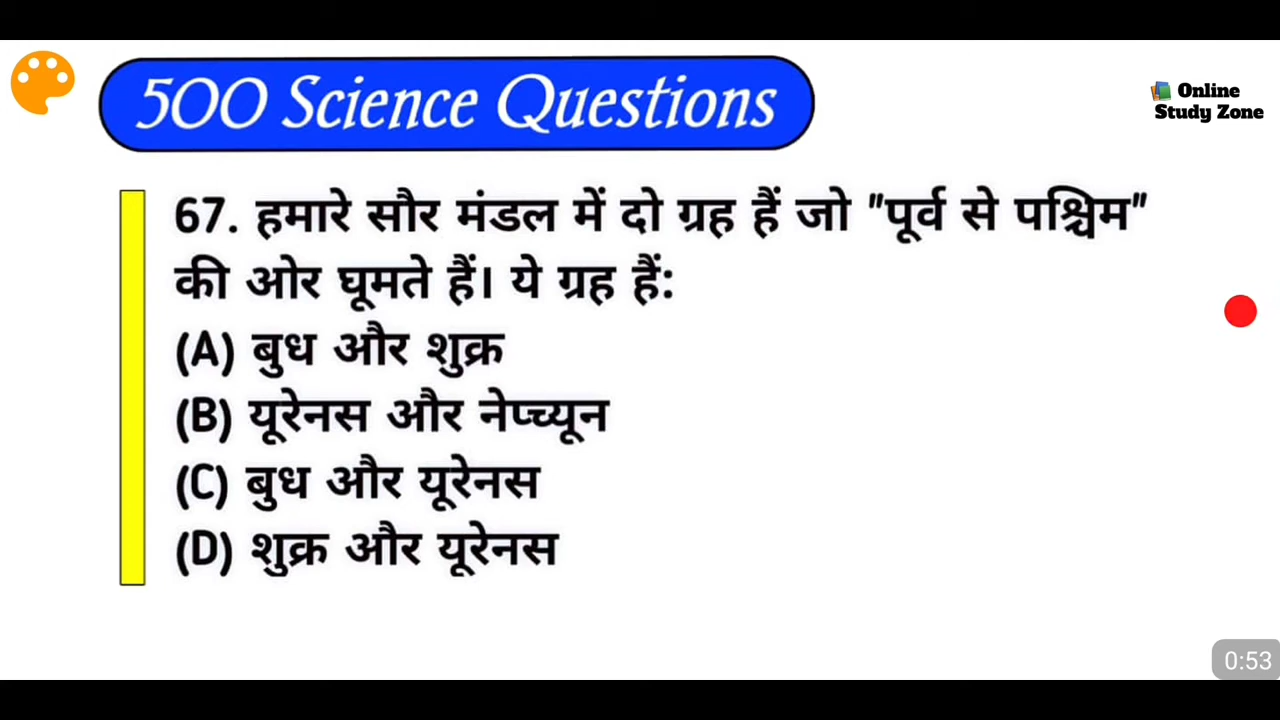 500 Science Questions
Online
Study Zone
67. हमारे सौर मंडल में दो ग्रह हैं जो "पूर्व से पश्चिम"
की ओर घूमते हैं। ये ग्रह हैं:
(A) बुध और शुक्र
(B) यूरेनस और नेप्च्यून
(C) बुध और यूरेनस
(D) शुक्र और यूरेनस
0:53